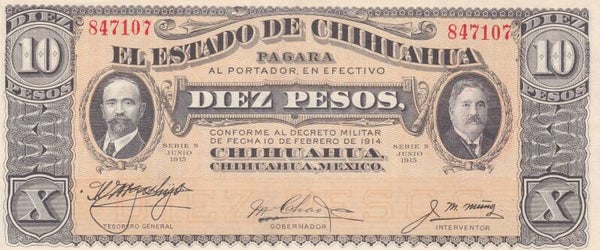 DIEZ
DIEZ
847107
847107
EL ESTADO DE CHIHUAHUA
10
10
PAGARA
PESOS
PESOS
AL PORTADOR, EN EFECTIVO
DIEZ PESOS,
CONFORME AL DECRETO MILITAR
DE FECHA 10 DE FEBRERO DE 1914
SERIE N
JUNIO
1915
SERIE N
JUNIO
1915
CHIHUAHUA,
CHIHUAHUA, MEXICO.
X
X
TESORERO GENERAL
GOBERNADOR
INTERVENTOR